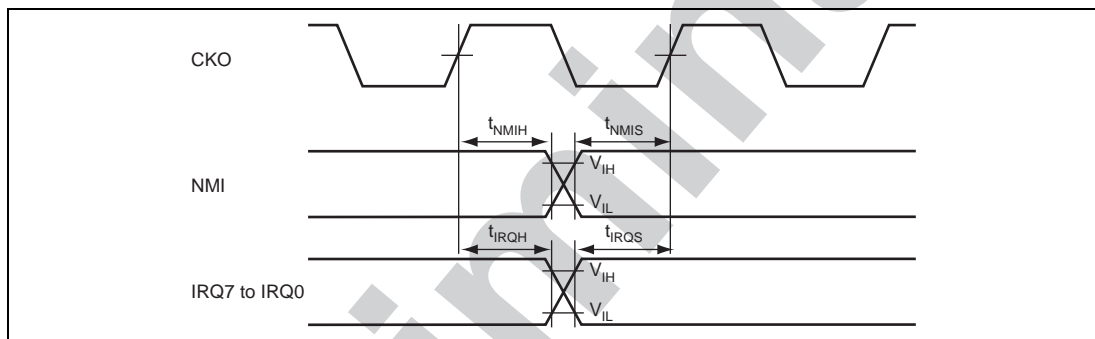 CKO
tNMIH tNMIS
VIH
NMI
VIL
tIRQH tIRQS
VIH
IRQ7 to IRQ0
VIL